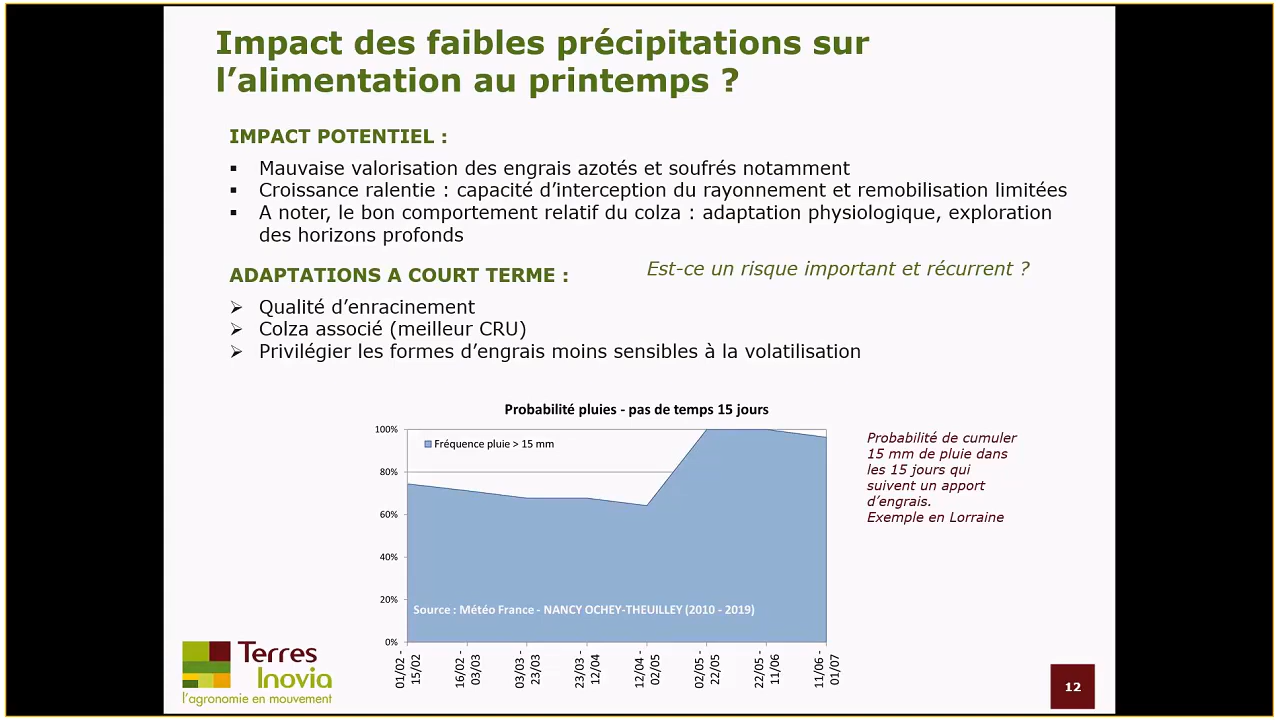 Impact des faibles précipitations sur
l’alimentation au printemps ?
IMPACT POTENTIEL :
▪ Mauvaise valorisation des engrais azotés et soufrés notamment
▪ Croissance ralentie : capacité d’interception du rayonnement et remobilisation limitées
▪ A noter, le bon comportement relatif du colza : adaptation physiologique, exploration
des horizons profonds
Est-ce un risque important et récurrent ?
ADAPTATIONS A COURT TERME :
➢ Qualité d’enracinement
➢ Colza associé (meilleur CRU)
➢ Privilégier les formes d’engrais moins sensibles à la volatilisation
Probabilité pluies - pas de temps 15 jours
100%
80%
60%
40%
20%
0%
Fréquence pluie > 15 mm
Source : Météo France - NANCY OCHEY-THEUILLEY (2010 - 2019)
01/02 -
15/02
16/02 -
03/03
03/03 -
23/03
23/03 -
12/04
12/04 -
02/05
02/05 -
22/05
22/05 -
11/06
11/06 -
01/07
Probabilité de cumuler
15 mm de pluie dans
les 15 jours qui
suivent un apport
d’engrais.
Exemple en Lorraine
Terres
Inovia
l’agronomie en mouvement
12